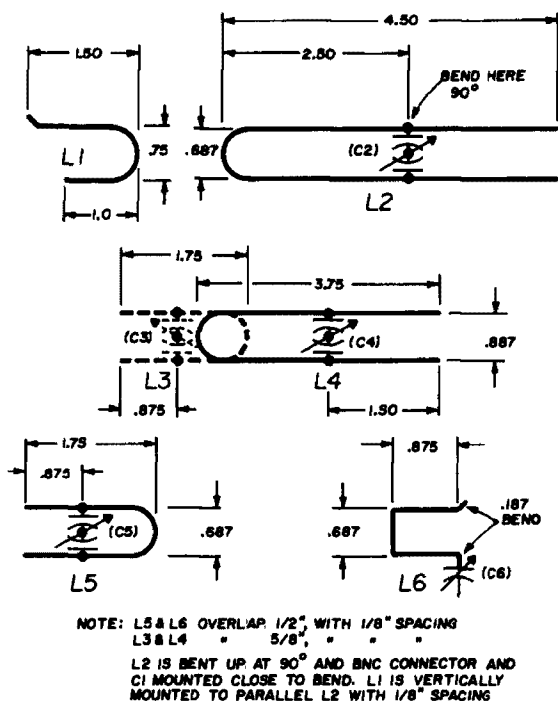 4.50
1.50
2.50
BEND HERE
90°
L1
.75
.687
(C2)
1.0
L2
1.75
3.75
(C3)
(C4)
.687
L3
L4
.875
1.50
1.75
.875
.875
.187
BEND
(C5)
.687
.687
L5
L6
(C6)
NOTE: L5 & L6 OVERLAP 1/2", WITH 1/8" SPACING
L3 & L4 " 5/8", " " "
L2 IS BENT UP AT 90° AND BNC CONNECTOR AND
C1 MOUNTED CLOSE TO BEND. L1 IS VERTICALLY
MOUNTED TO PARALLEL L2 WITH 1/8" SPACING